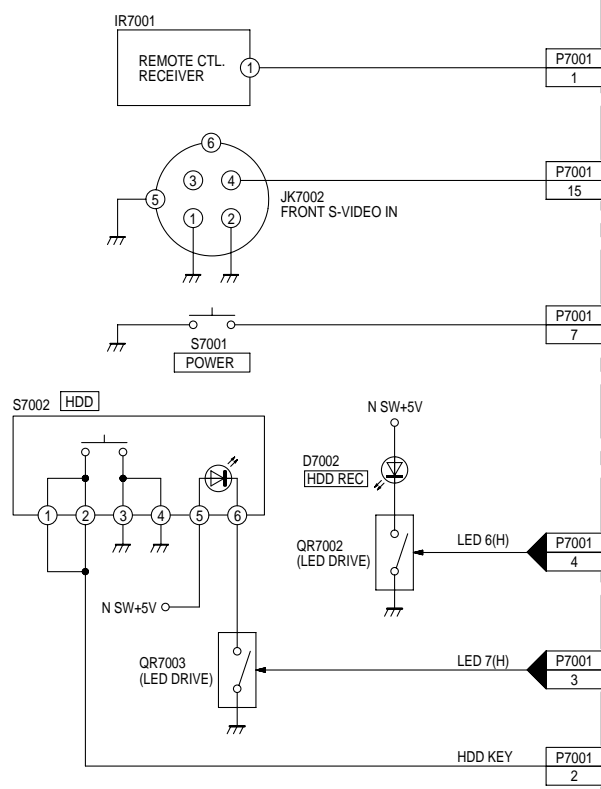 IR7001
REMOTE CTL.
RECEIVER
1
P7001
1
6
3
4
5
1
2
JK7002
FRONT S-VIDEO IN
P7001
15
S7001
POWER
P7001
7
S7002 HDD
1
2
3
4
5
6
N SW+5V
N SW+5V
D7002
HDD REC
QR7002
(LED DRIVE)
LED 6(H)
P7001
4
QR7003
(LED DRIVE)
LED 7(H)
P7001
3
HDD KEY
P7001
2